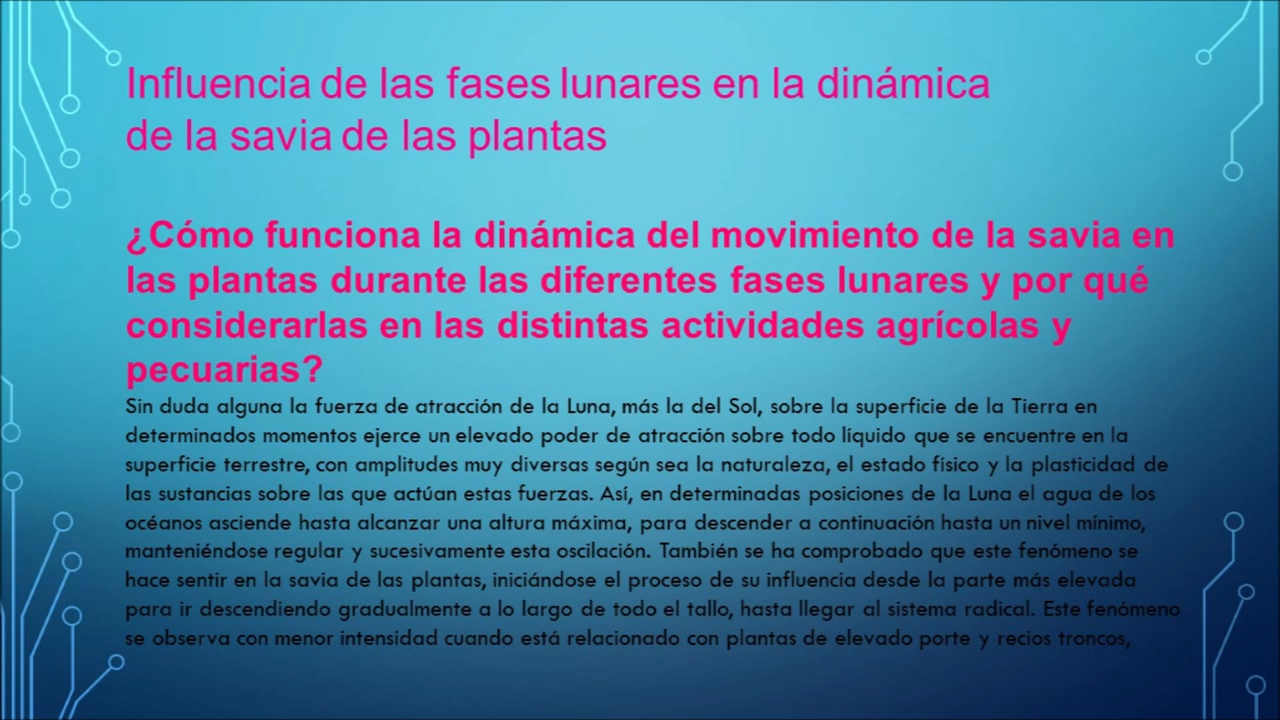 Influencia de las fases lunares en la dinámica
de la savia de las plantas
¿Cómo funciona la dinámica del movimiento de la savia en
las plantas durante las diferentes fases lunares y por qué
considerarlas en las distintas actividades agrícolas y
pecuarias?
Sin duda alguna la fuerza de atracción de la Luna, más la del Sol, sobre la superficie de la Tierra en
determinados momentos ejerce un elevado poder de atracción sobre todo líquido que se encuentre en la
superficie terrestre, con amplitudes muy diversas según sea la naturaleza, el estado físico y la plasticidad de
las sustancias sobre las que actúan estas fuerzas. Así, en determinadas posiciones de la Luna el agua de los
océanos asciende hasta alcanzar una altura máxima, para descender a continuación hasta un nivel mínimo,
manteniéndose regular y sucesivamente esta oscilación. También se ha comprobado que este fenómeno se
hace sentir en la savia de las plantas, iniciándose el proceso de su influencia desde la parte más elevada
para ir descendiendo gradualmente a lo largo de todo el tallo, hasta llegar al sistema radical. Este fenómeno
se observa con menor intensidad cuando está relacionado con plantas de elevado porte y recios troncos,